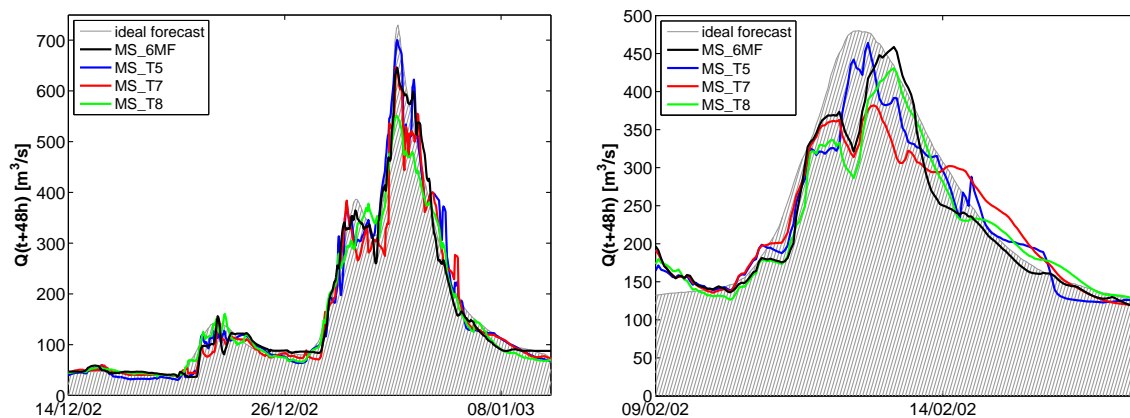 Q(t+48h) [m³/s]
700
600
500
400
300
200
100
0
14/12/02
26/12/02
08/01/03
ideal forecast
MS_6MF
MS_T5
MS_T7
MS_T8
Q(t+48h) [m³/s]
500
450
400
350
300
250
200
150
100
50
0
09/02/02
14/02/02
ideal forecast
MS_6MF
MS_T5
MS_T7
MS_T8